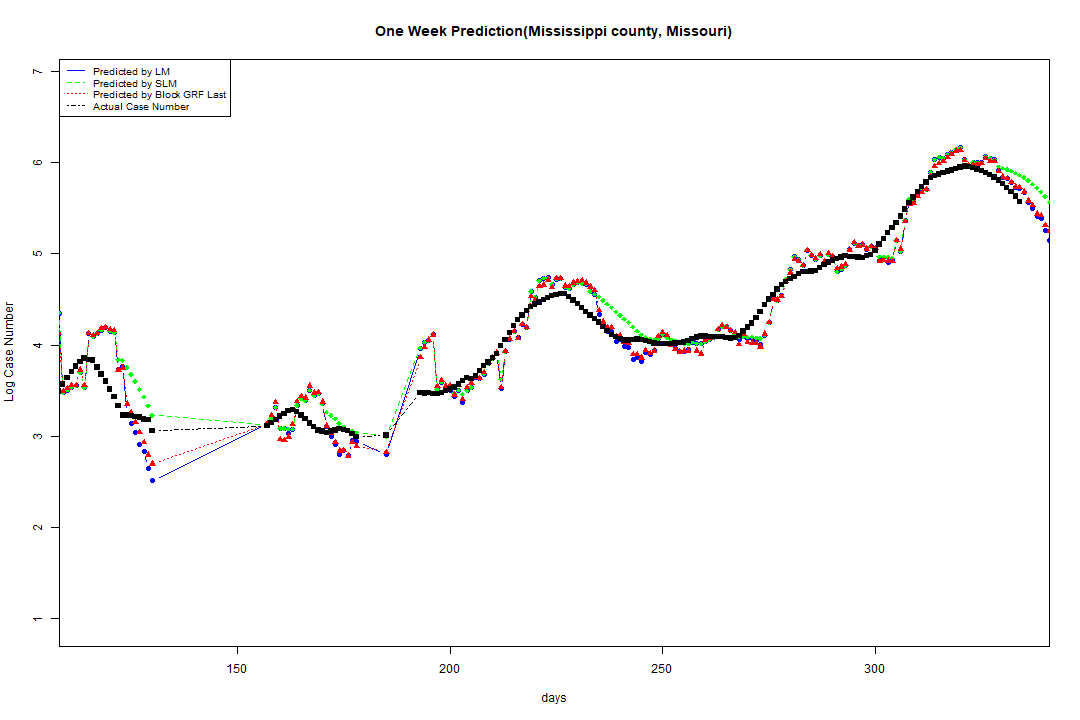 One Week Prediction(Mississippi county, Missouri)
Predicted by LM
Predicted by SLM
Predicted by Block GRF Last
Actual Case Number
7
6
5
4
3
2
1
Log Case Number
150
200
250
300
days